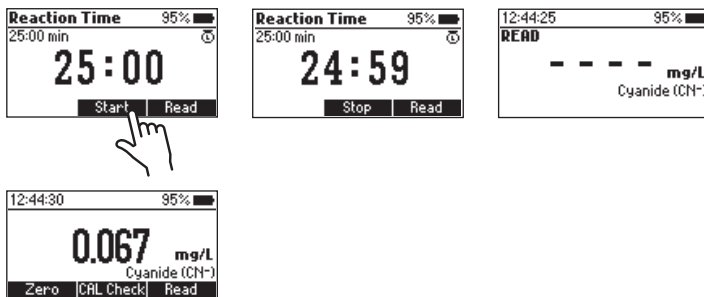 Reaction Time 95%
25:00 min
25:00
Start Read
Reaction Time 95%
25:00 min
24:59
Stop Read
12:44:25 95%
READ
- - - - mg/L
Cyanide (CN-)
12:44:30 95%
0.067 mg/L
Cyanide (CN-)
Zero CAL Check Read